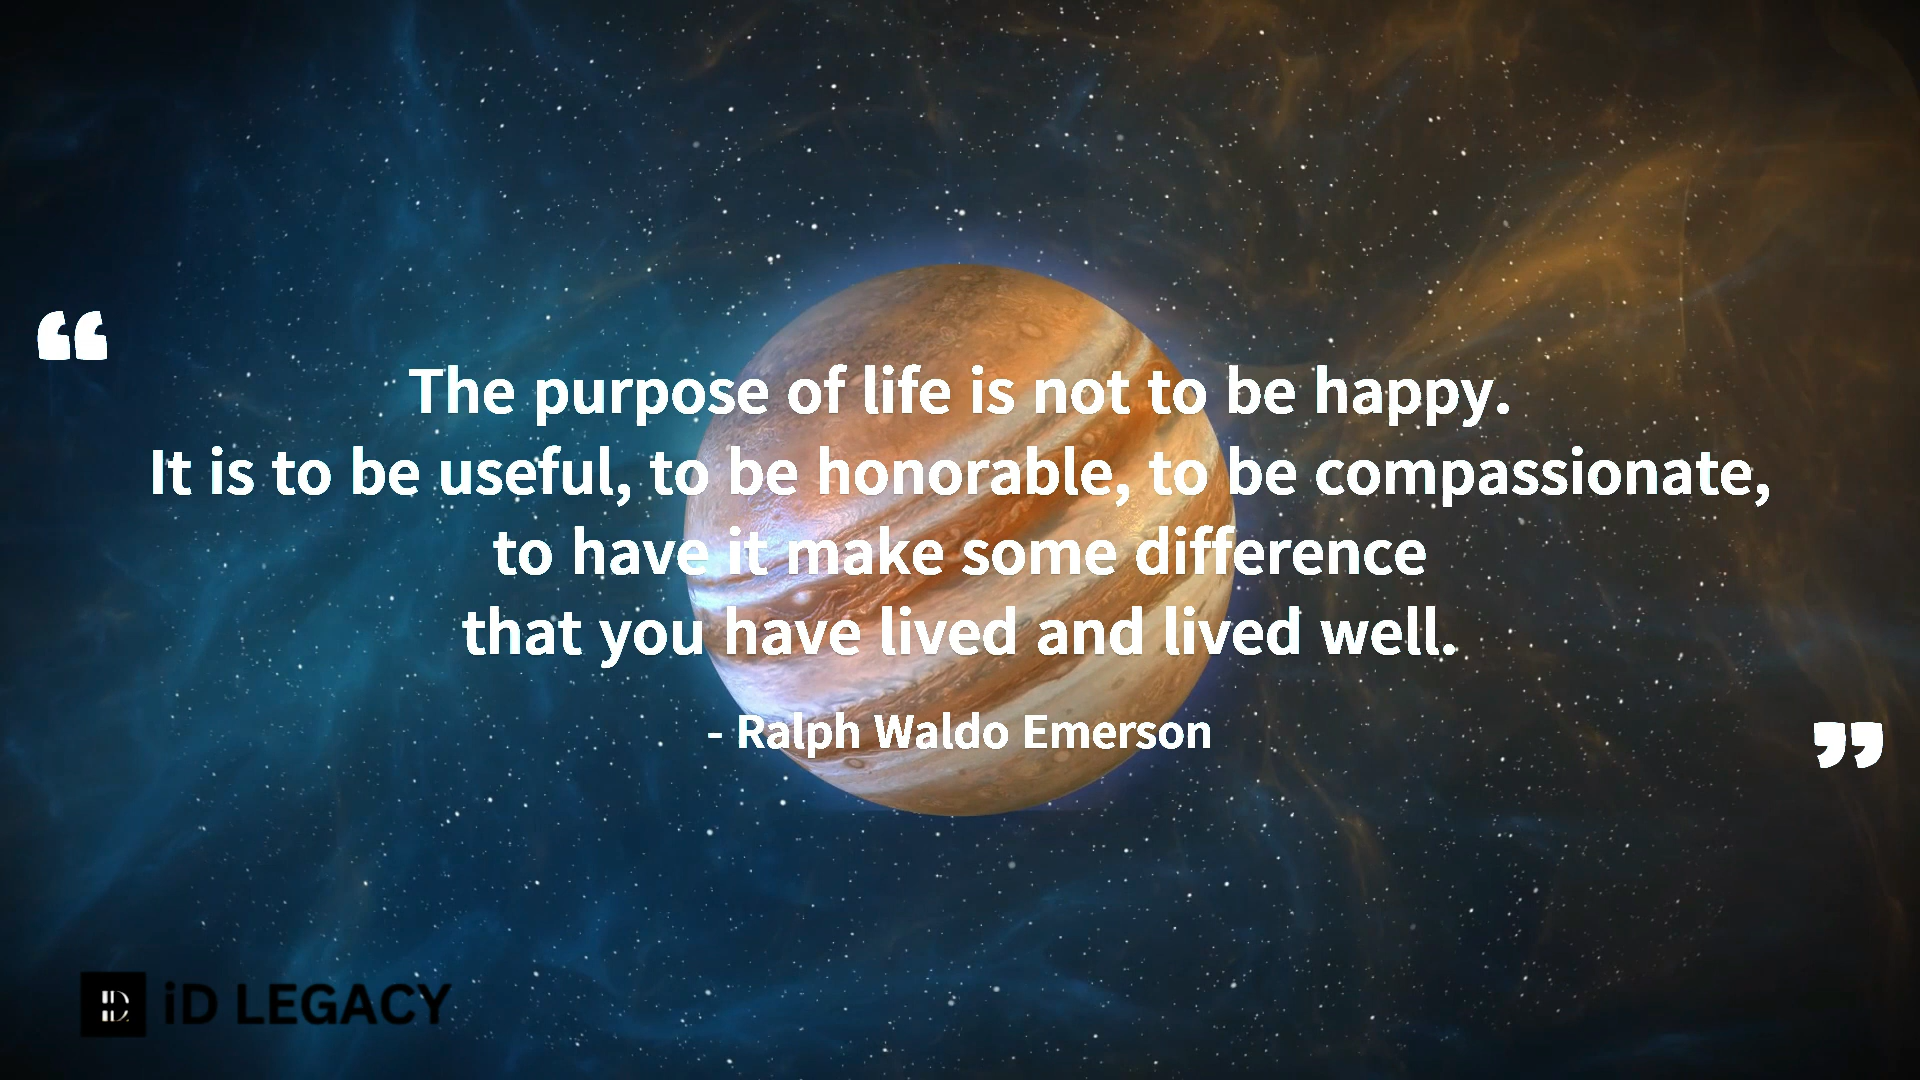 “
The purpose of life is not to be happy.
It is to be useful, to be honorable, to be compassionate,
to have it make some difference
that you have lived and lived well.
- Ralph Waldo Emerson
”
iD LEGACY